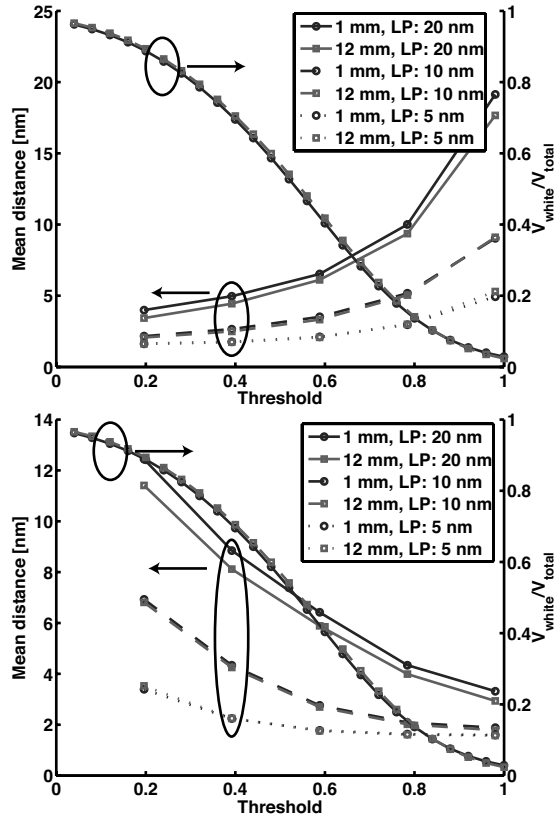 25
20
15
10
5
0
Mean distance [nm]
1
0.8
0.6
0.4
0.2
0
V_white/V_total
1 mm, LP: 20 nm
12 mm, LP: 20 nm
1 mm, LP: 10 nm
12 mm, LP: 10 nm
1 mm, LP: 5 nm
12 mm, LP: 5 nm
0 0.2 0.4 0.6 0.8 1
Threshold
14
12
10
8
6
4
2
0
Mean distance [nm]
1
0.8
0.6
0.4
0.2
0
V_white/V_total
1 mm, LP: 20 nm
12 mm, LP: 20 nm
1 mm, LP: 10 nm
12 mm, LP: 10 nm
1 mm, LP: 5 nm
12 mm, LP: 5 nm
0 0.2 0.4 0.6 0.8 1
Threshold